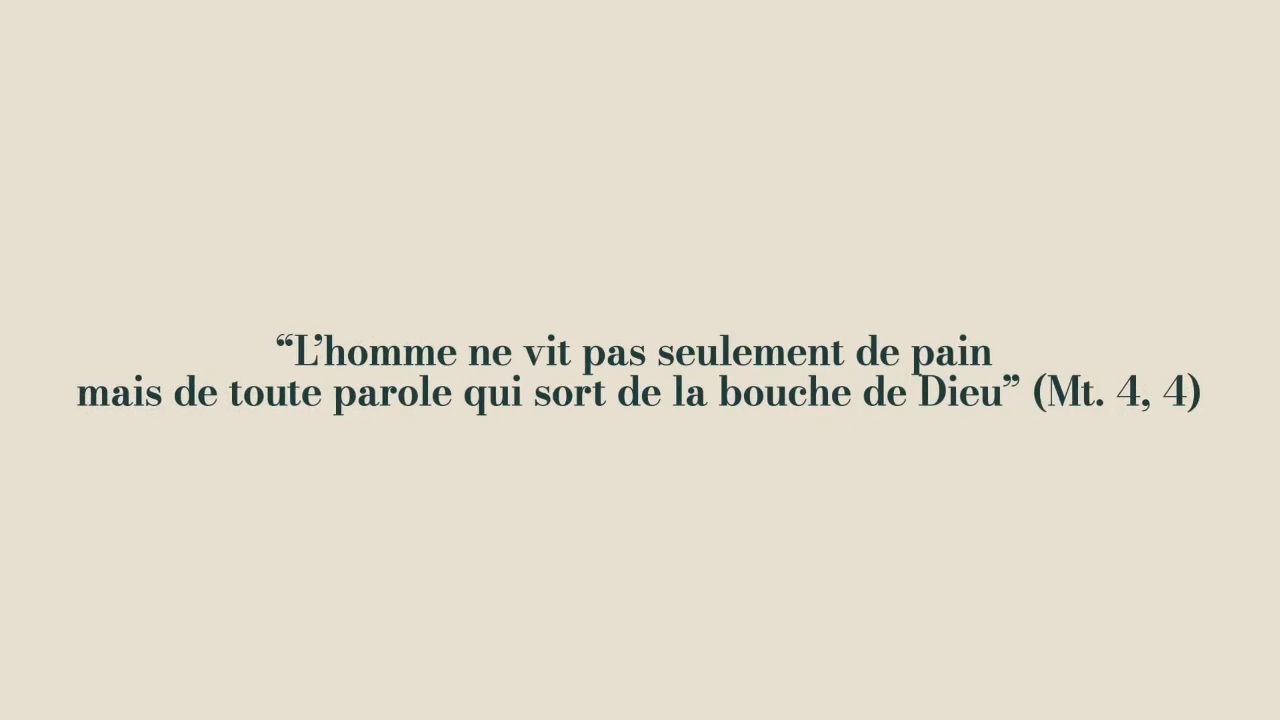 “L’homme ne vit pas seulement de pain
mais de toute parole qui sort de la bouche de Dieu” (Mt. 4, 4)